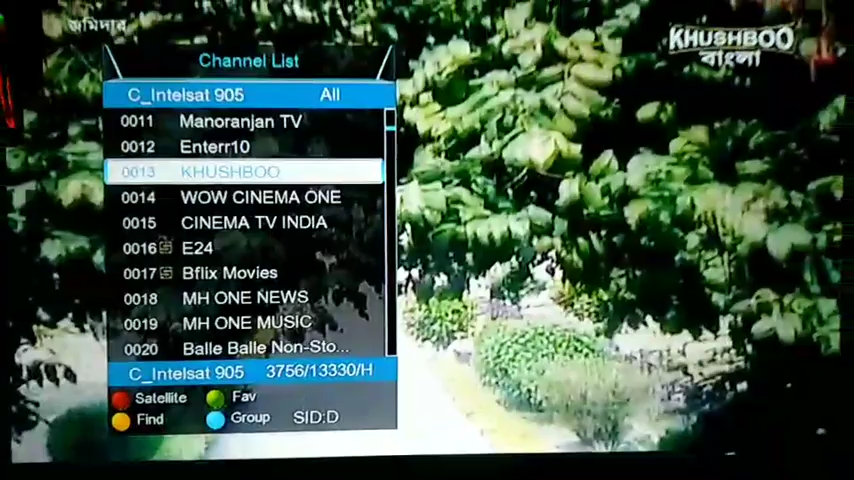 জমিদার
KHUSHBOO
বাংলা
Channel List
C_Intelsat 905 All
0011 Manoranjan TV
0012 Enterr10
0013 KHUSHBOO
0014 WOW CINEMA ONE
0015 CINEMA TV INDIA
0016 E24
0017 Bflix Movies
0018 MH ONE NEWS
0019 MH ONE MUSIC
0020 Balle Balle Non-Sto...
C_Intelsat 905 3756/13330/H
Satellite Fav
Find Group SID:D